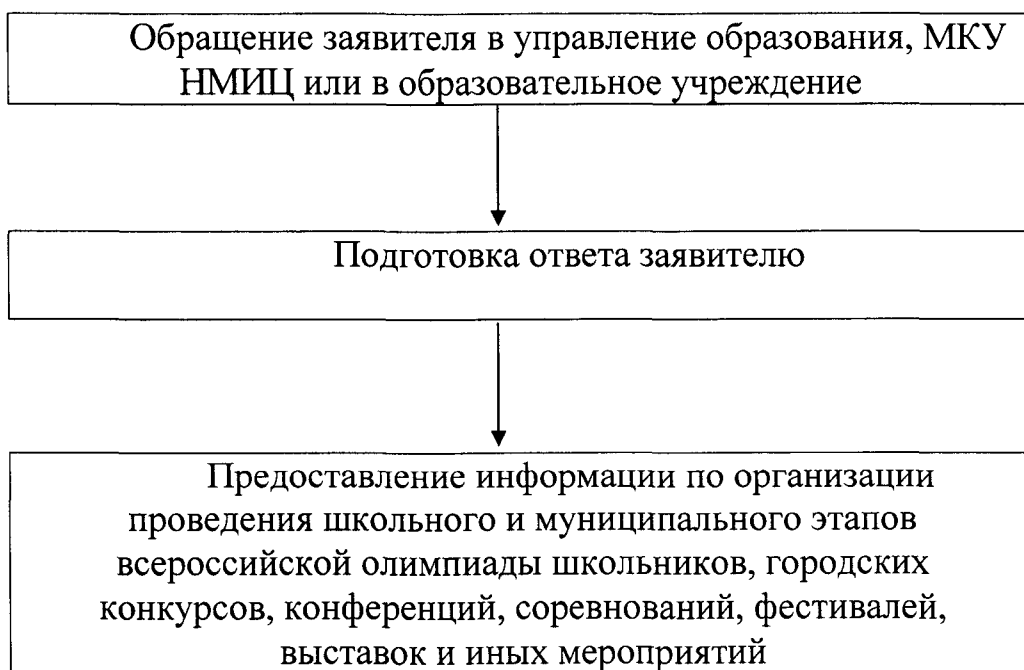 Обращение заявителя в управление образования, МКУ
НМИЦ или в образовательное учреждение
Подготовка ответа заявителю
Предоставление информации по организации
проведения школьного и муниципального этапов
всероссийской олимпиады школьников, городских
конкурсов, конференций, соревнований, фестивалей,
выставок и иных мероприятий